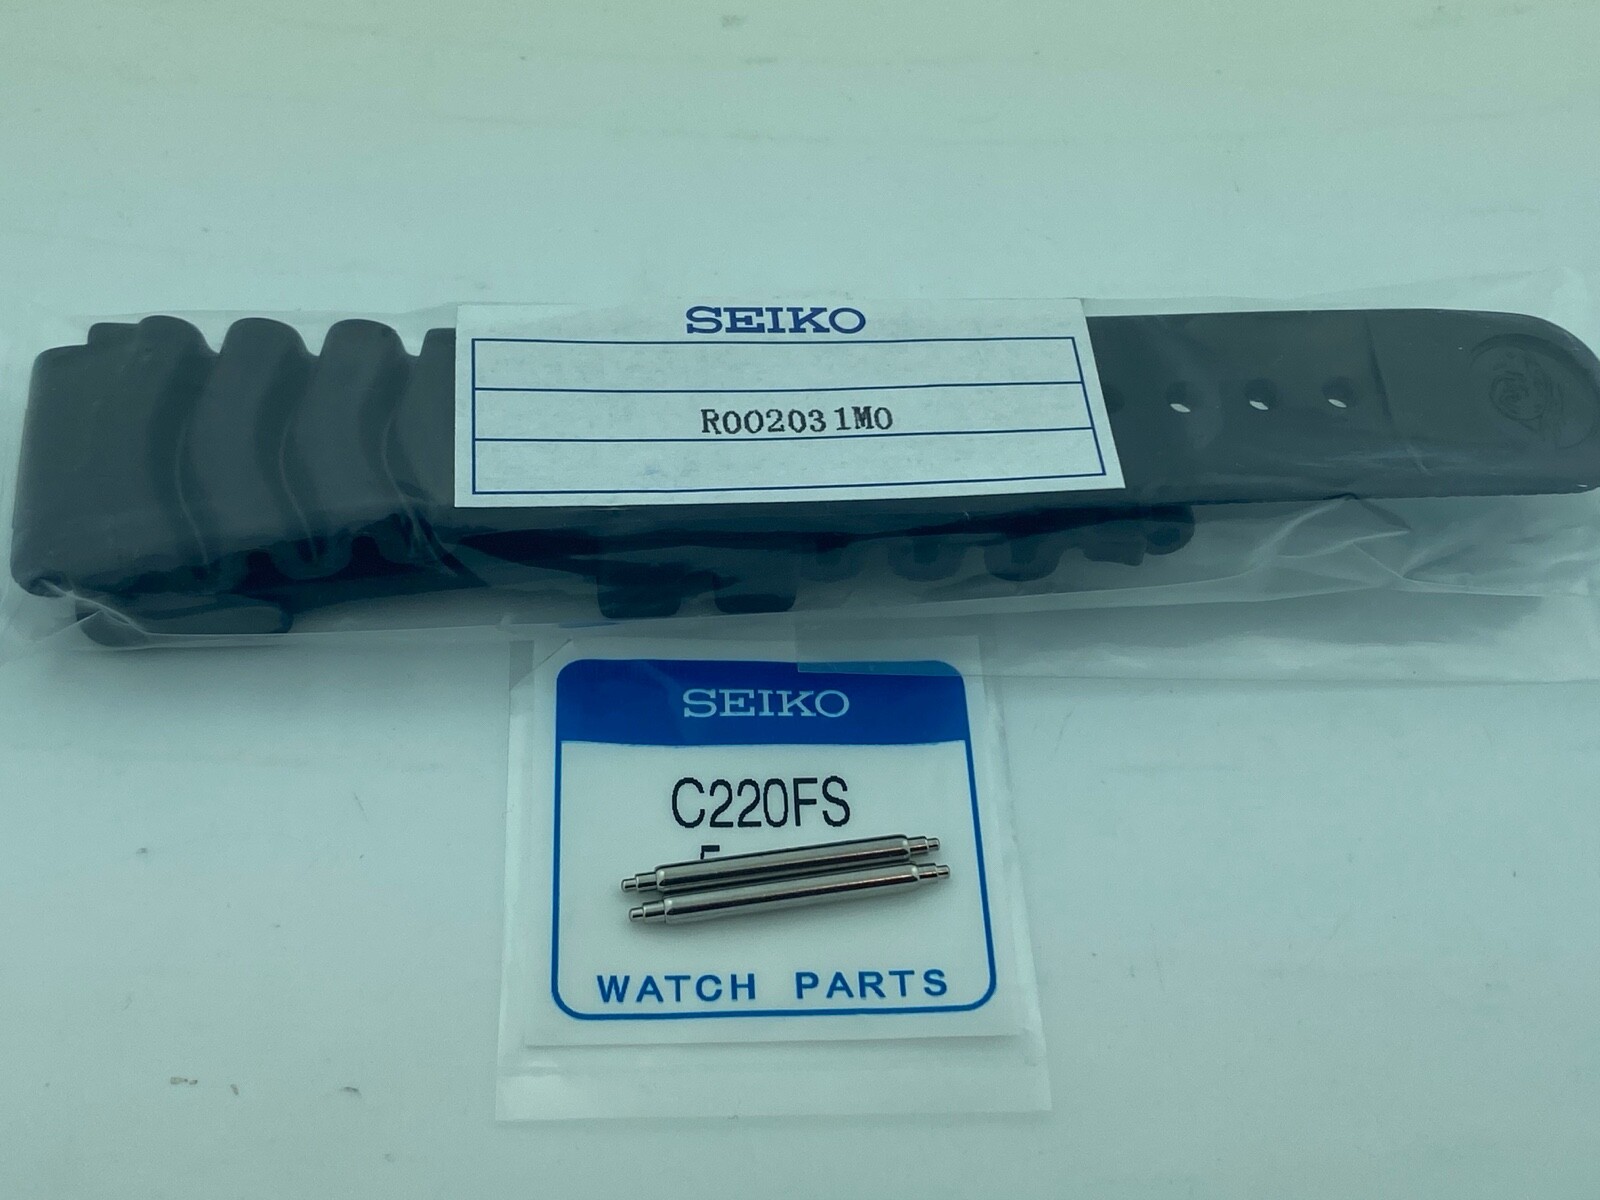 SEIKO
R002031M0
SEIKO
C220FS
WATCH PARTS